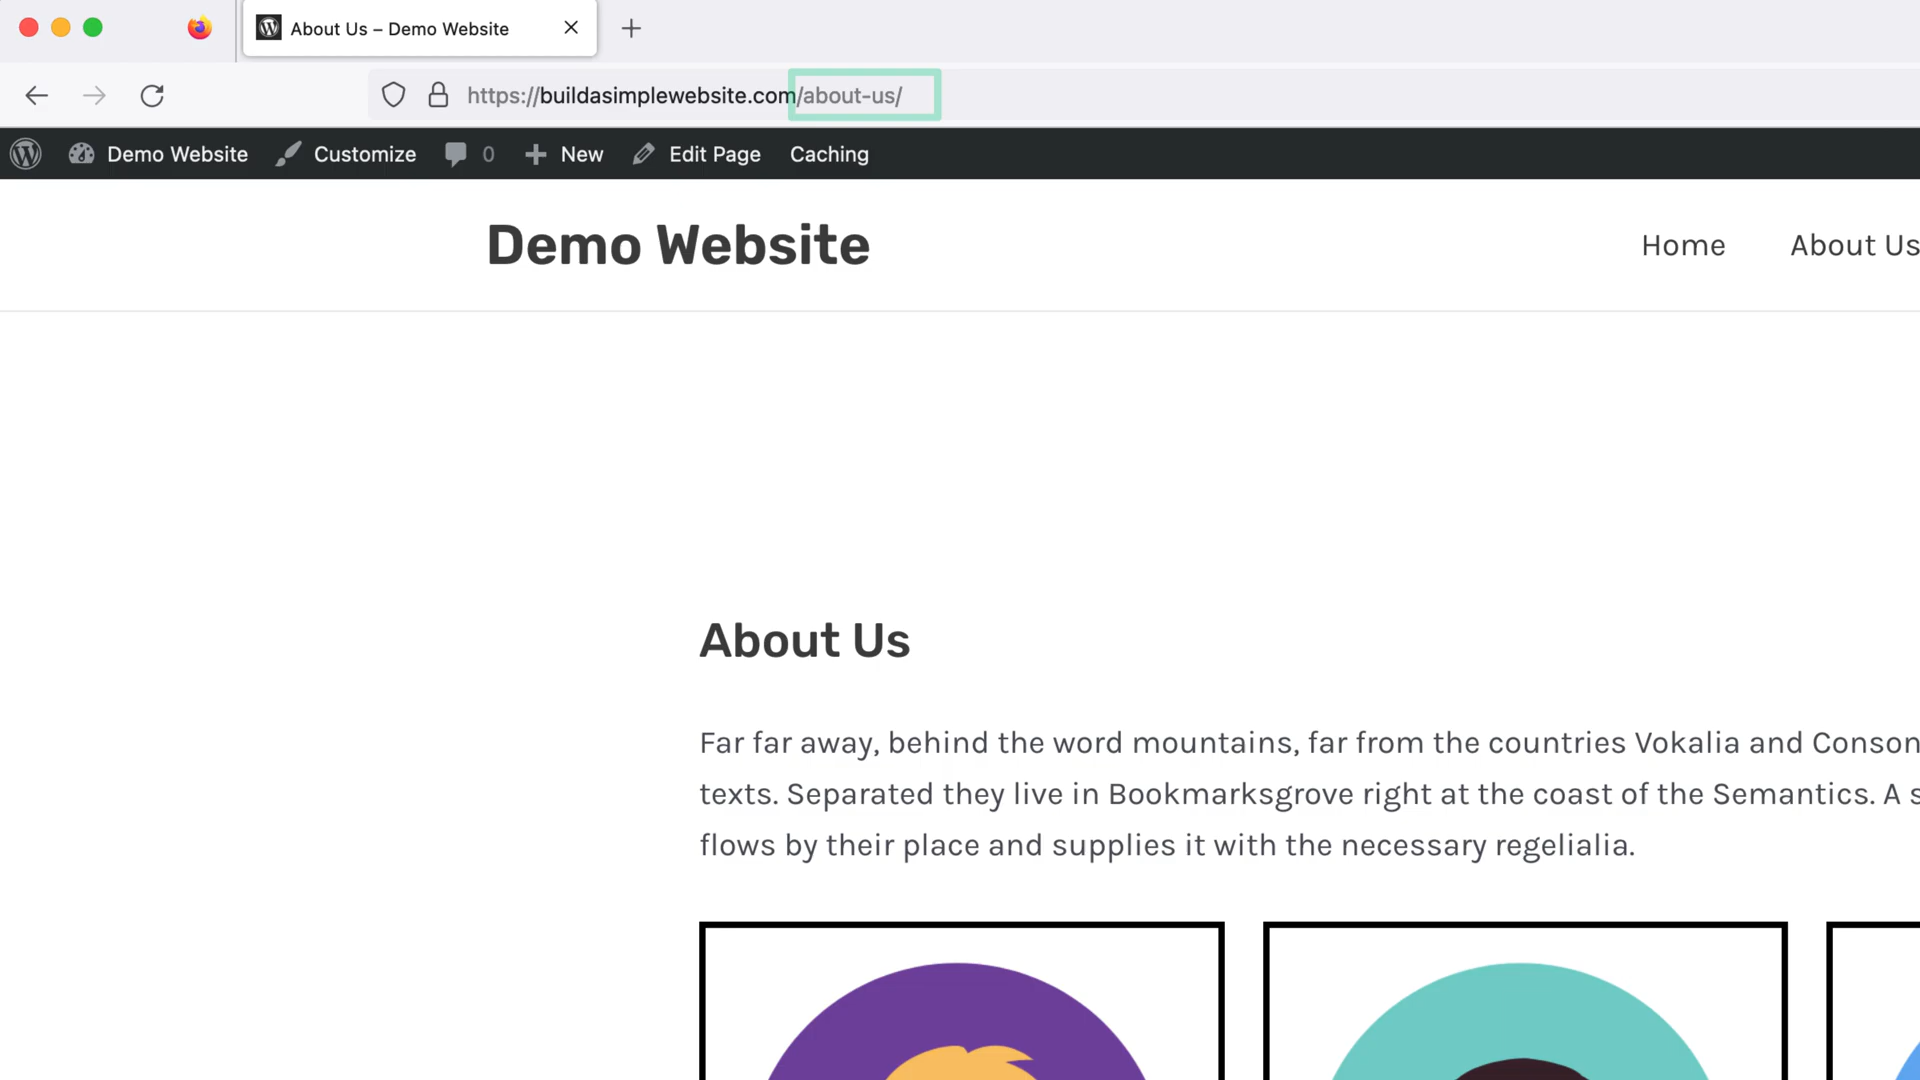 About Us – Demo Website
https://buildasimplewebsite.com/about-us/
Demo Website Customize 0 New Edit Page Caching
Demo Website Home About Us
About Us
Far far away, behind the word mountains, far from the countries Vokalia and Conson
texts. Separated they live in Bookmarksgrove right at the coast of the Semantics. A s
flows by their place and supplies it with the necessary regelialia.